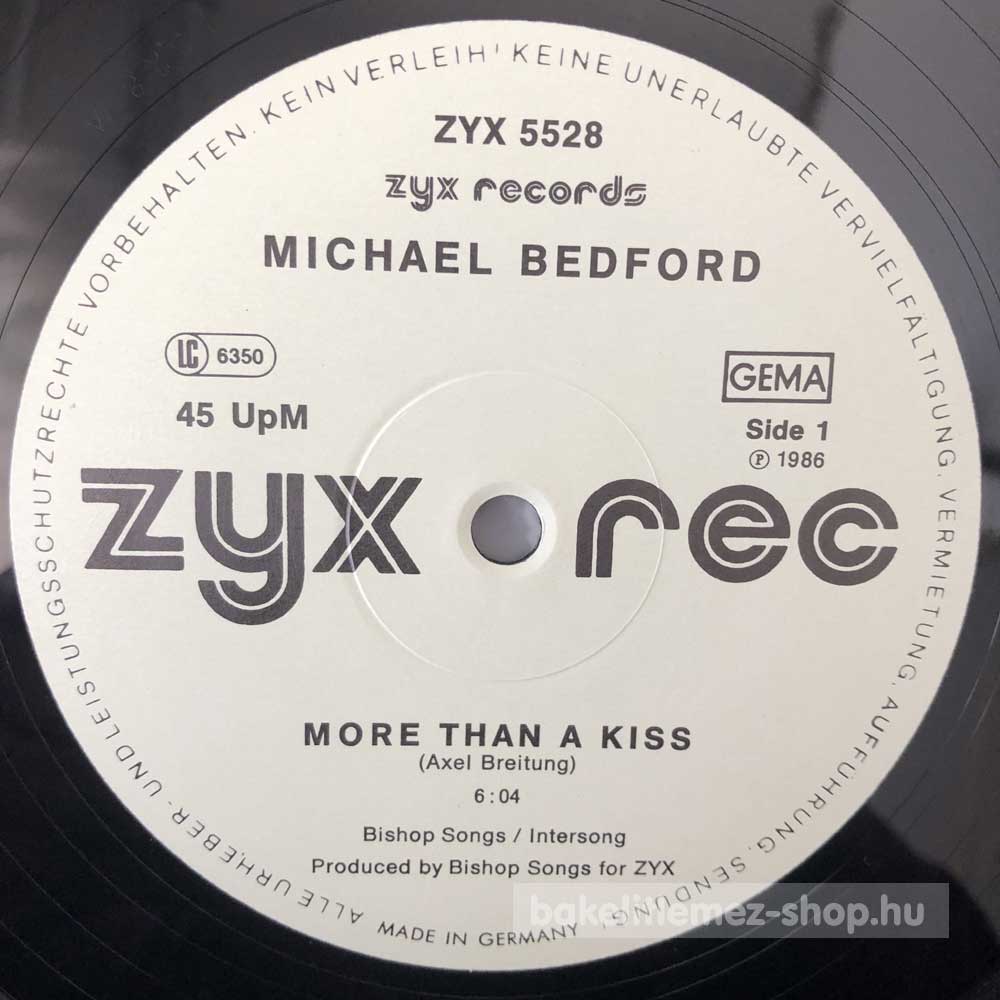 ZYX 5528
zyx records
MICHAEL BEDFORD
LC 6350
GEMA
45 UpM
Side 1
Ⓟ 1986
zyx rec
MORE THAN A KISS
(Axel Breitung)
6:04
Bishop Songs / Intersong
Produced by Bishop Songs for ZYX
ALLE URHEBER- UND LEISTUNGSSCHUTZRECHTE VORBEHALTEN. KEIN VERLEIH! KEINE UNERLAUBTE VERVIELFÄLTIGUNG, VERMIETUNG, AUFFÜHRUNG, SENDUNG!
MADE IN GERMANY
bakelitlemez-shop.hu